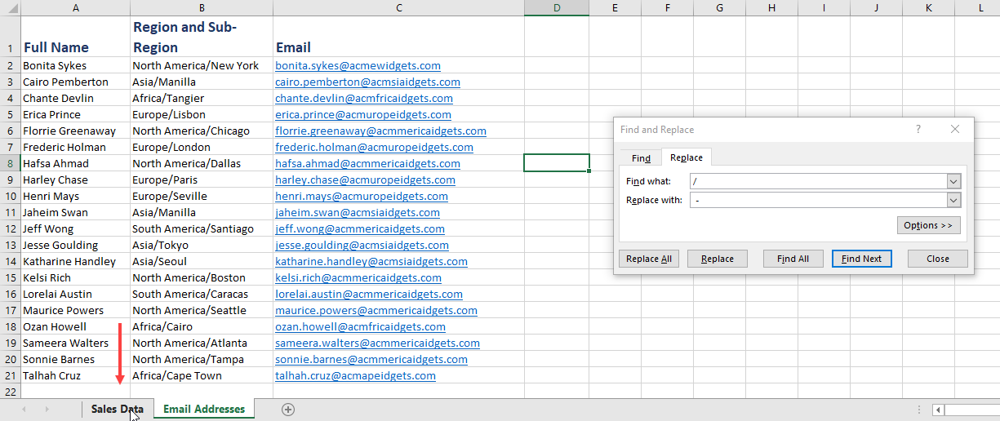 A B C D E F G H I J K L
1 Full Name Region and Sub-Region Email
2 Bonita Sykes North America/New York bonita.sykes@acmewidgets.com
3 Cairo Pemberton Asia/Manilla cairo.pemberton@acmsiaidgets.com
4 Chante Devlin Africa/Tangier chante.devlin@acmfricaidgets.com
5 Erica Prince Europe/Lisbon erica.prince@acmuropeidgets.com
6 Florrie Greenaway North America/Chicago florrie.greenaway@acmmericaidgets.com
7 Frederic Holman Europe/London frederic.holman@acmuropeidgets.com
8 Hafsa Ahmad North America/Dallas hafsa.ahmad@acmmericaidgets.com
9 Harley Chase Europe/Paris harley.chase@acmuropeidgets.com
10 Henri Mays Europe/Seville henri.mays@acmuropeidgets.com
11 Jaheim Swan Asia/Manilla jaheim.swan@acmsiaidgets.com
12 Jeff Wong South America/Santiago jeff.wong@acmmericaidgets.com
13 Jesse Goulding Asia/Tokyo jesse.goulding@acmsiaidgets.com
14 Katharine Handley Asia/Seoul katharine.handley@acmsiaidgets.com
15 Kelsi Rich North America/Boston kelsi.rich@acmmericaidgets.com
16 Lorelai Austin South America/Caracas lorelai.austin@acmmericaidgets.com
17 Maurice Powers North America/Seattle maurice.powers@acmmericaidgets.com
18 Ozan Howell Africa/Cairo ozan.howell@acmfricaidgets.com
19 Sameera Walters North America/Atlanta sameera.walters@acmmericaidgets.com
20 Sonnie Barnes North America/Tampa sonnie.barnes@acmmericaidgets.com
21 Talhah Cruz Africa/Cape Town talhah.cruz@acmapeidgets.com
22
Find and Replace ?
Find Replace
Find what: /
Replace with: -
Options >>
Replace All Replace Find All Find Next Close
Sales Data Email Addresses